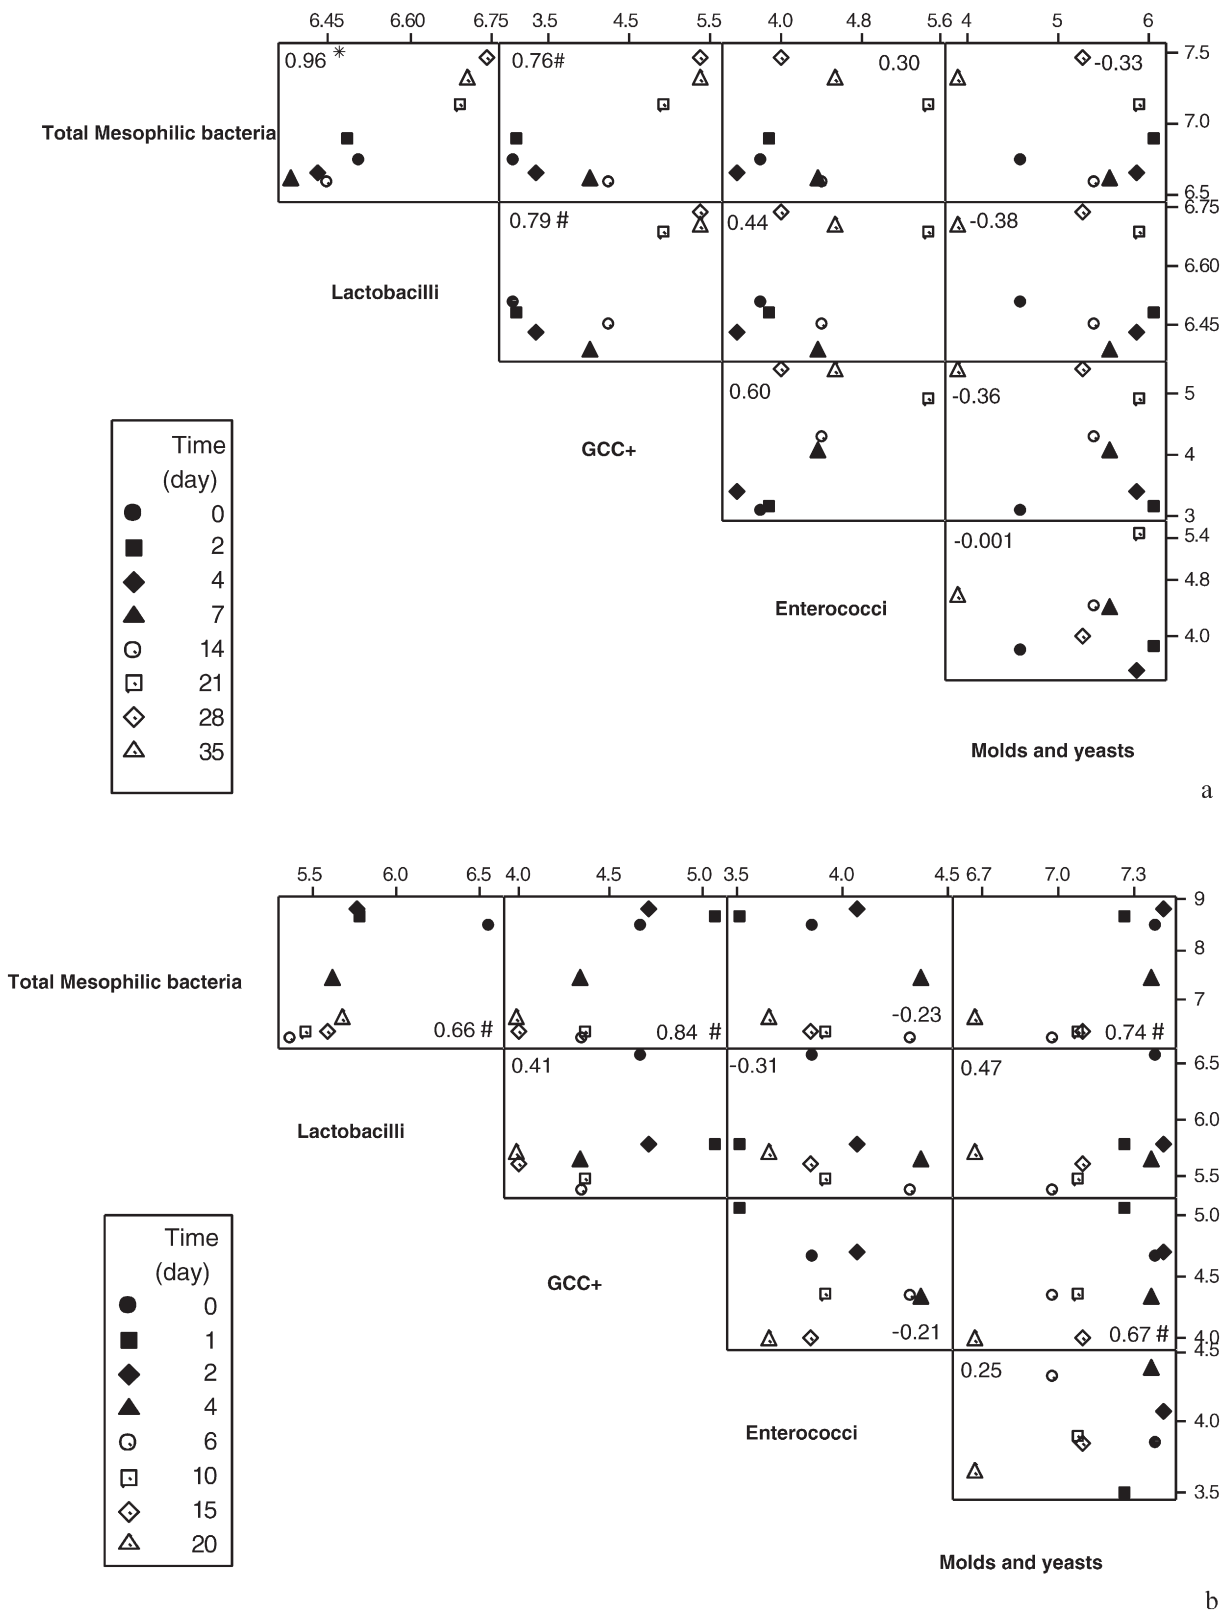 6.45 6.60 6.75 3.5 4.5 5.5 4.0 4.8 5.6 4 5 6
0.96 * 0.76# 0.30 -0.33 7.5
Total Mesophilic bacteria 7.0
6.5
0.79 # 0.44 -0.38 6.75
6.60
Lactobacilli
6.45
0.60 -0.36 5
GCC+ 4
3
Time
(day)
0
2
4
7
14
21
28
35
-0.001 5.4
4.8
Enterococci 4.0
Molds and yeasts
a
5.5 6.0 6.5 4.0 4.5 5.0 3.5 4.0 4.5 6.7 7.0 7.3
9
8
Total Mesophilic bacteria
7
0.66 # 0.84 # -0.23 0.74 #
0.41 -0.31 0.47 6.5
Lactobacilli 6.0
5.5
5.0
GCC+ 4.5
-0.21 0.67 # 4.0
Time
(day)
0
1
2
4
6
10
15
20
4.5
0.25
Enterococci 4.0
3.5
Molds and yeasts
b